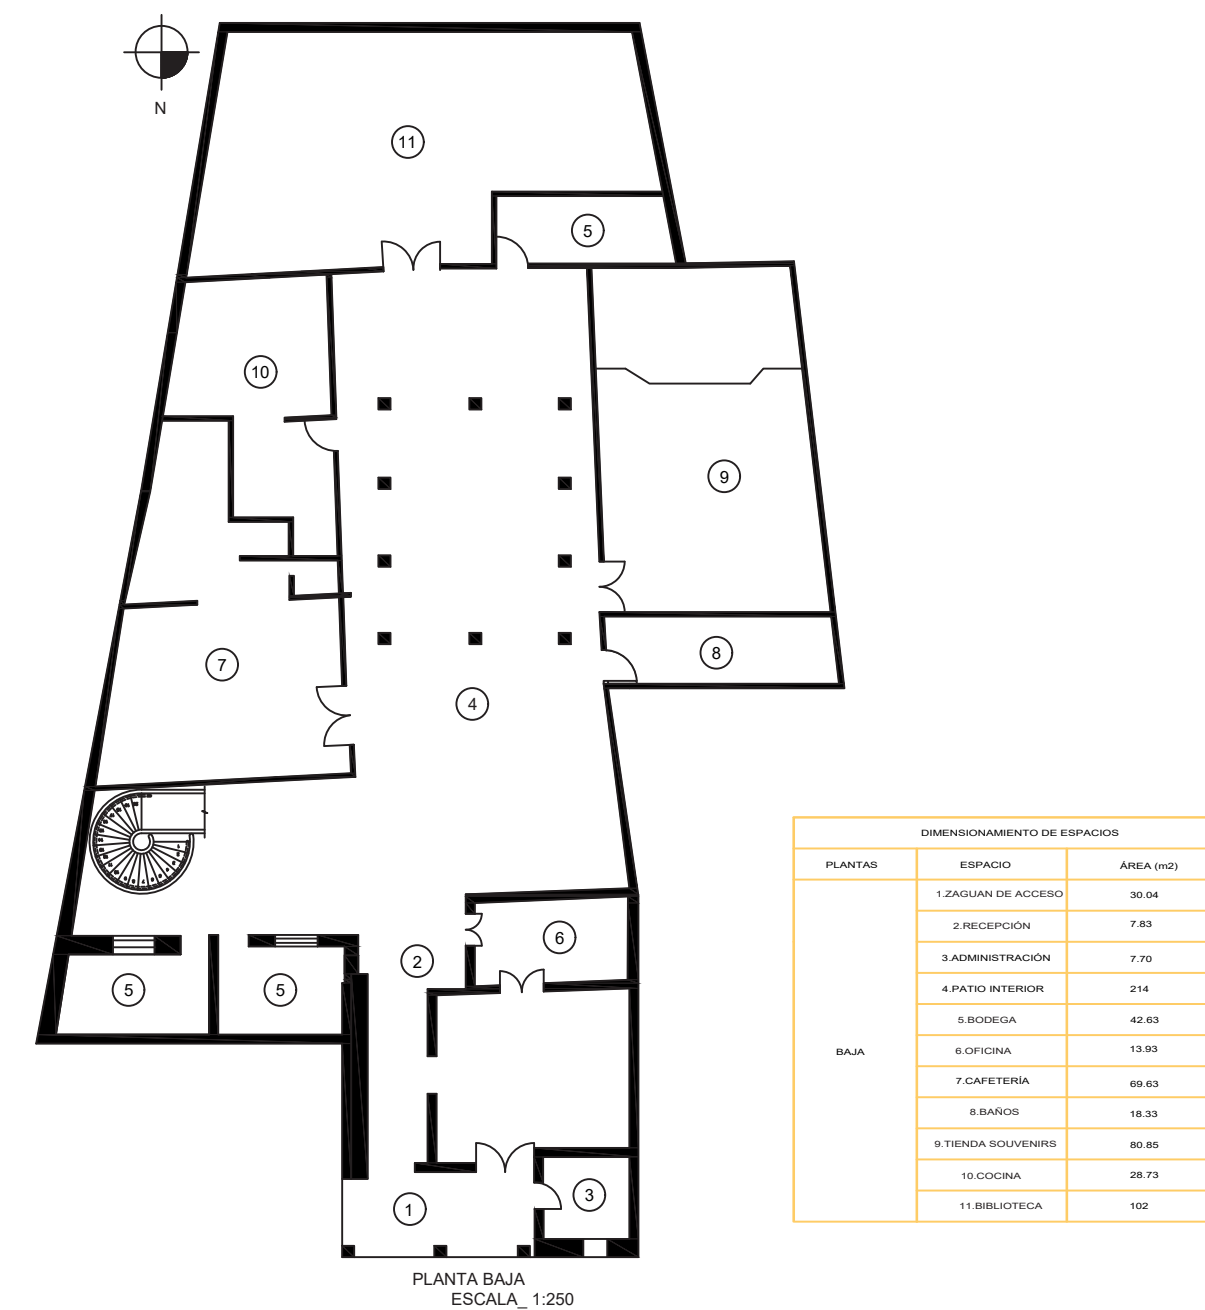 N
11
5
10
9
8
7
4
6
2
5
5
3
1
DIMENSIONAMIENTO DE ESPACIOS
PLANTAS ESPACIO ÁREA (m2)
BAJA
1.ZAGUAN DE ACCESO 30.04
2.RECEPCIÓN 7.83
3.ADMINISTRACIÓN 7.70
4.PATIO INTERIOR 214
5.BODEGA 42.63
6.OFICINA 13.93
7.CAFETERÍA 69.63
8.BAÑOS 18.33
9.TIENDA SOUVENIRS 80.85
10.COCINA 28.73
11.BIBLIOTECA 102
PLANTA BAJA
ESCALA_ 1:250